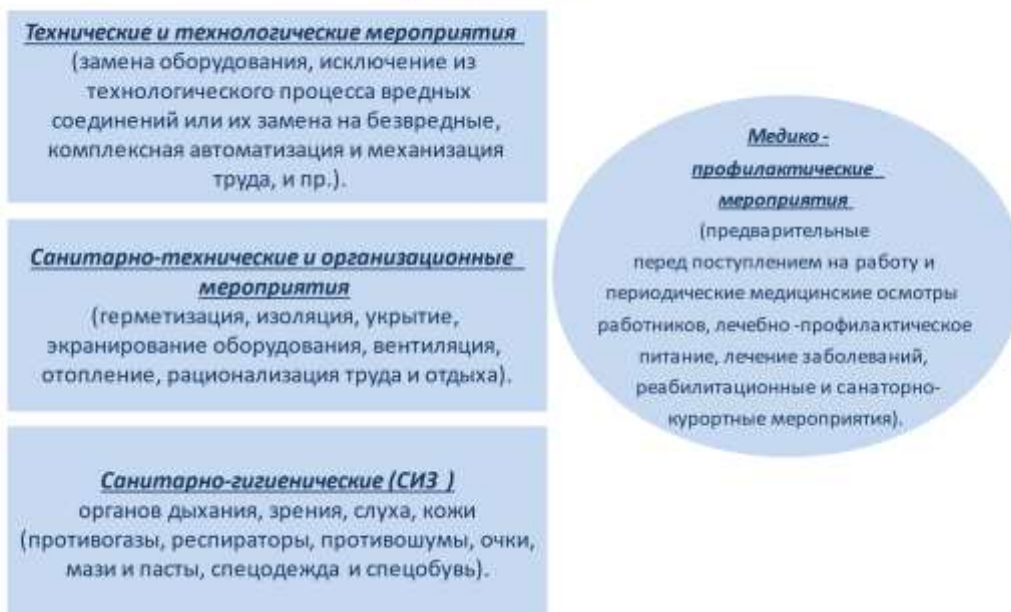 Технические и технологические мероприятия
(замена оборудования, исключение из
технологического процесса вредных
соединений или их замена на безвредные,
комплексная автоматизация и механизация
труда, и пр.).
Санитарно-технические и организационные
мероприятия
(герметизация, изоляция, укрытие,
экранирование оборудования, вентиляция,
отопление, рационализация труда и отдыха).
Санитарно-гигиенические (СИЗ )
органов дыхания, зрения, слуха, кожи
(противогазы, респираторы, противошумы, очки,
мази и пасты, спецодежда и спецобувь).
Медико -
профилактические
мероприятия
(предварительные
перед поступлением на работу и
периодические медицинские осмотры
работников, лечебно -профилактическое
питание, лечение заболеваний,
реабилитационные и санаторно-
курортные мероприятия).